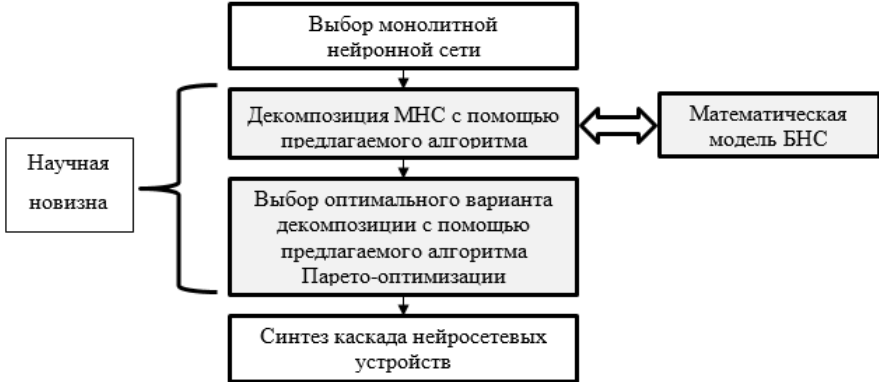 Выбор монолитной
нейронной сети
Декомпозиция МНС с помощью
предлагаемого алгоритма
Математическая
модель БНС
Научная
новизна
Выбор оптимального варианта
декомпозиции с помощью
предлагаемого алгоритма
Парето-оптимизации
Синтез каскада нейросетевых
устройств